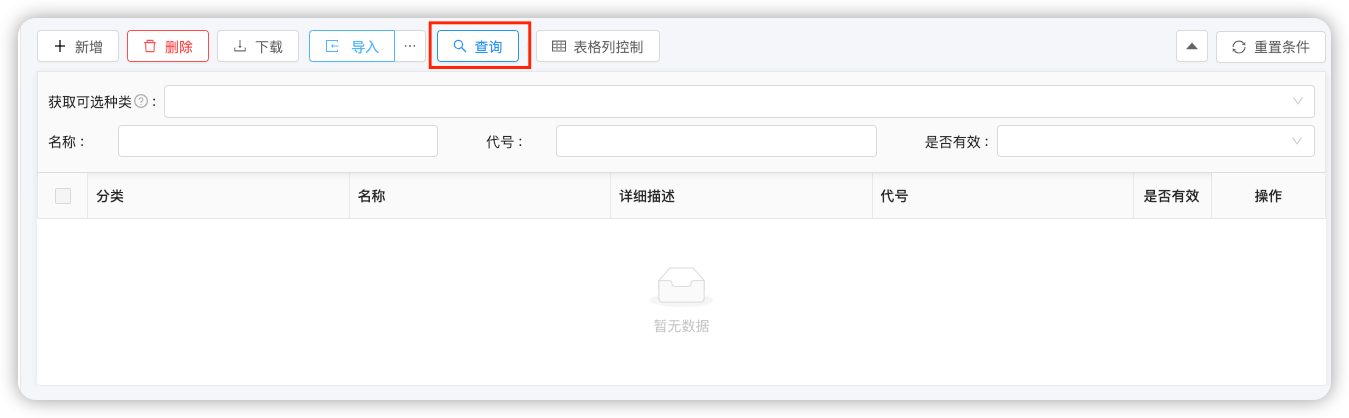 新增 删除 下载 导入 ··· 查询 表格列控制 重置条件
获取可选种类 ? :
名称 : 代号 : 是否有效 :
分类 名称 详细描述 代号 是否有效 操作
暂无数据